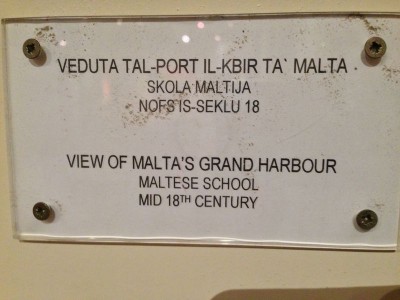 VEDUTA TAL-PORT IL-KBIR TA` MALTA
SKOLA MALTIJA
NOFS IS-SEKLU 18
VIEW OF MALTA'S GRAND HARBOUR
MALTESE SCHOOL
MID 18TH CENTURY